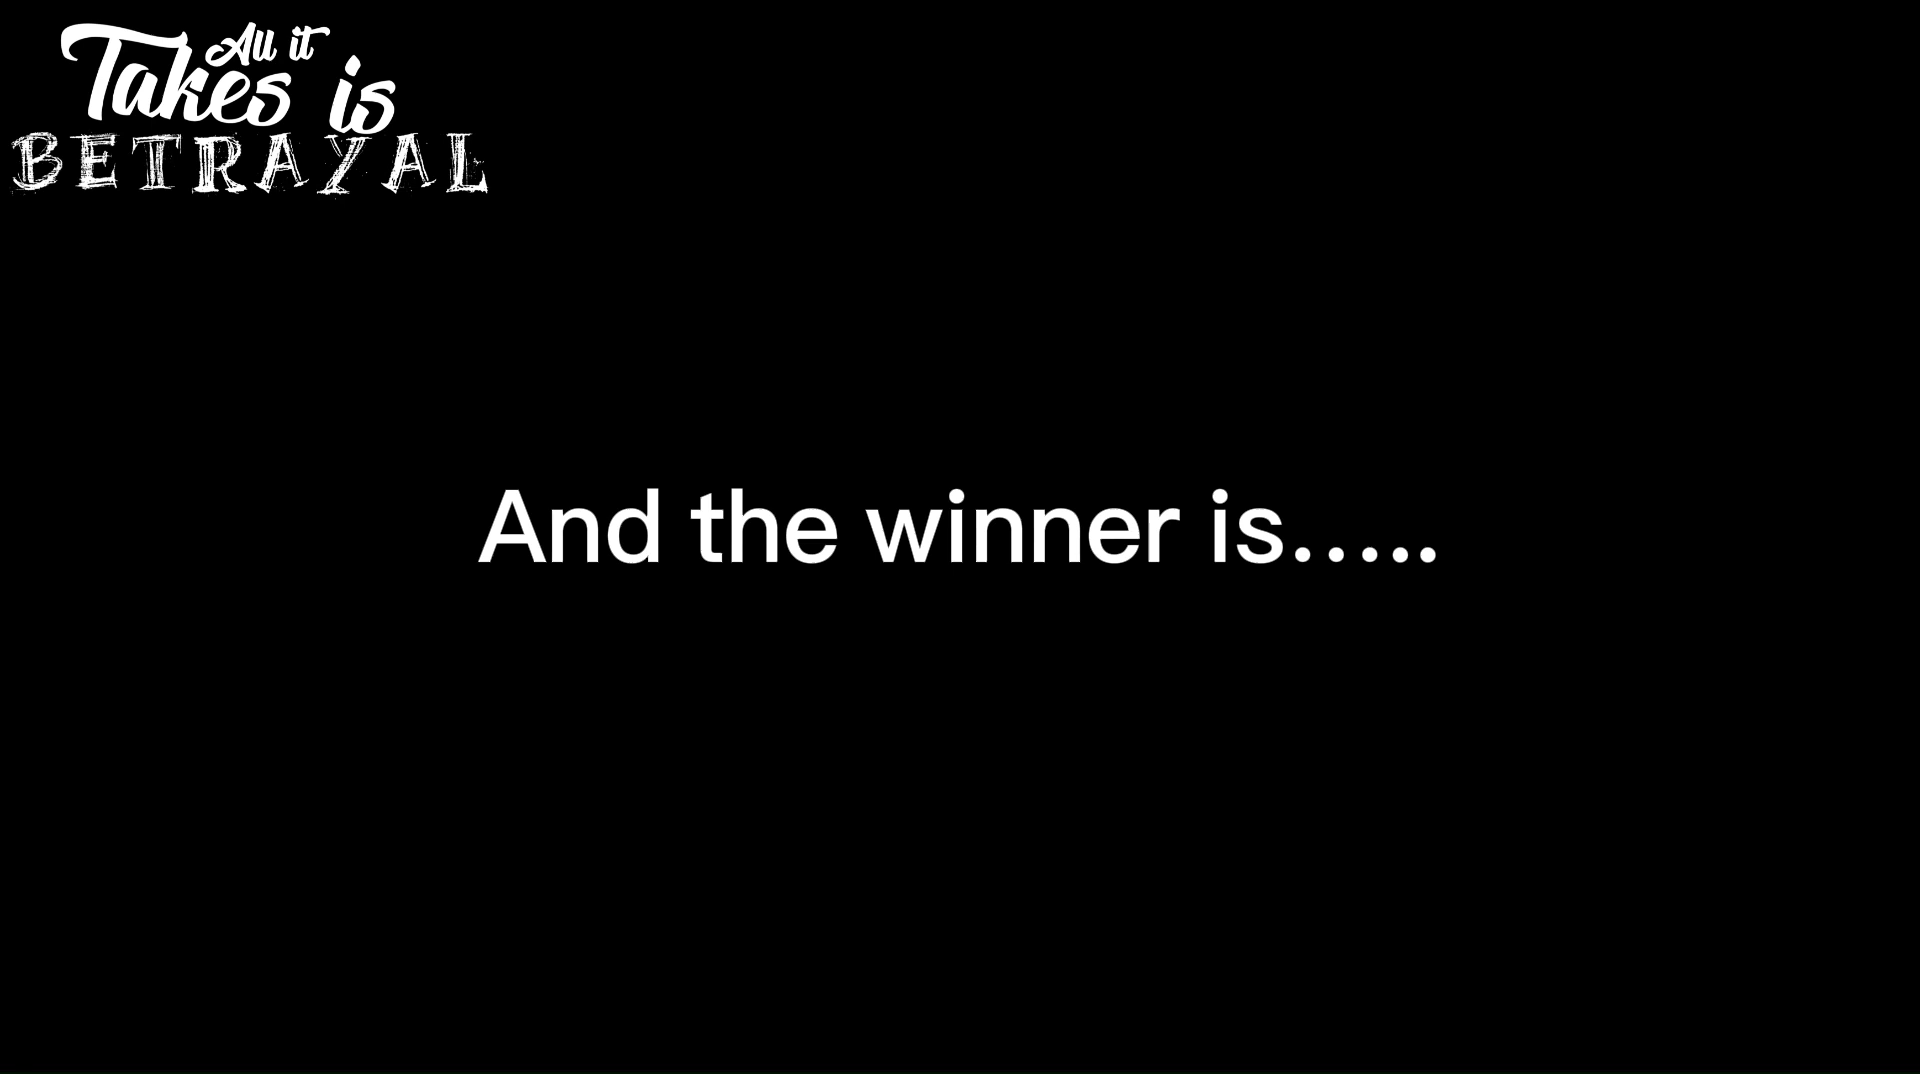 All it
Takes is
BETRAYAL
And the winner is.....